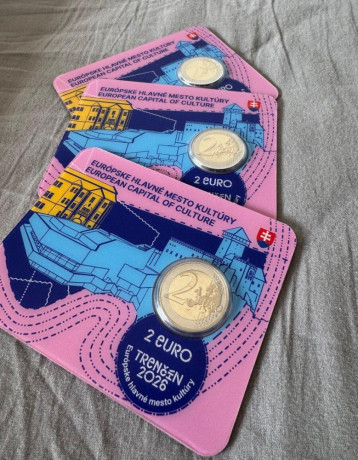 EURÓPSKE HLAVNÉ MESTO KULTÚRY
EUROPEAN CAPITAL OF CULTURE
EURÓPSKE HLAVNÉ MESTO KULTÚRY
EUROPEAN CAPITAL OF CULTURE
2 euro
EURÓPSKE HLAVNÉ MESTO KULTÚRY
EUROPEAN CAPITAL OF CULTURE
2
2 euro
TRENČÍN
2026
Európske hlavné mesto kultúry